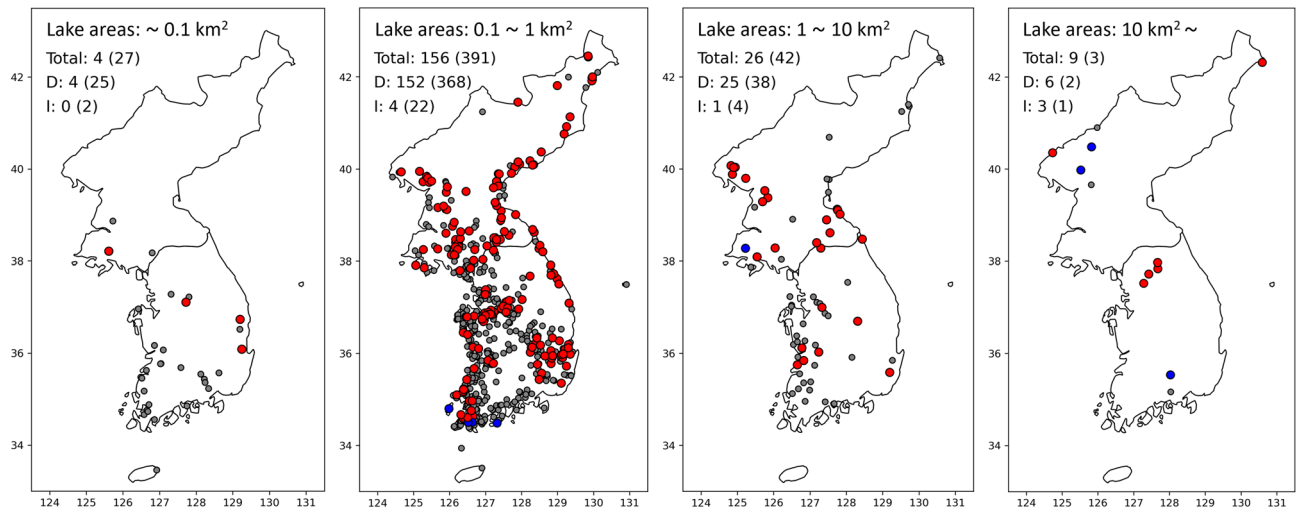 Lake areas: ~ 0.1 km²
Total: 4 (27)
D: 4 (25)
I: 0 (2)
42
40
38
36
34
124 125 126 127 128 129 130 131
Lake areas: 0.1 ~ 1 km²
Total: 156 (391)
D: 152 (368)
I: 4 (22)
42
40
38
36
34
124 125 126 127 128 129 130 131
Lake areas: 1 ~ 10 km²
Total: 26 (42)
D: 25 (38)
I: 1 (4)
42
40
38
36
34
124 125 126 127 128 129 130 131
Lake areas: 10 km² ~
Total: 9 (3)
D: 6 (2)
I: 3 (1)
42
40
38
36
34
124 125 126 127 128 129 130 131